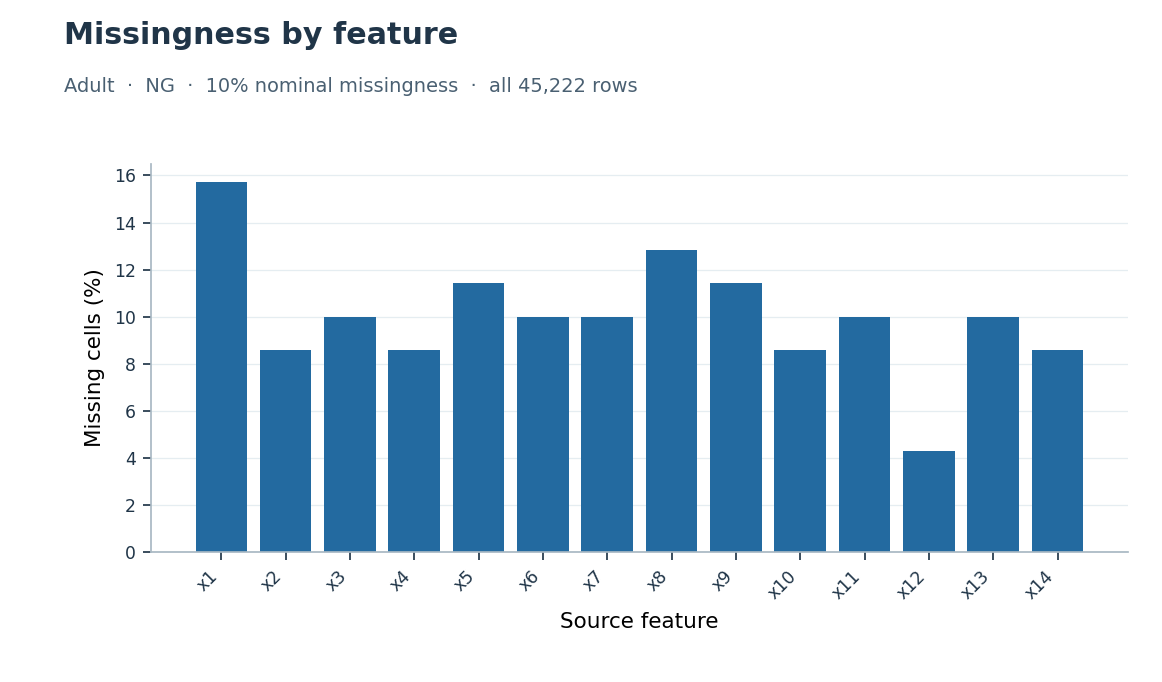 Missingness by feature
Adult · NG · 10% nominal missingness · all 45,222 rows
16
14
12
10
8
6
4
2
0
Missing cells (%)
x1 x2 x3 x4 x5 x6 x7 x8 x9 x10 x11 x12 x13 x14
Source feature